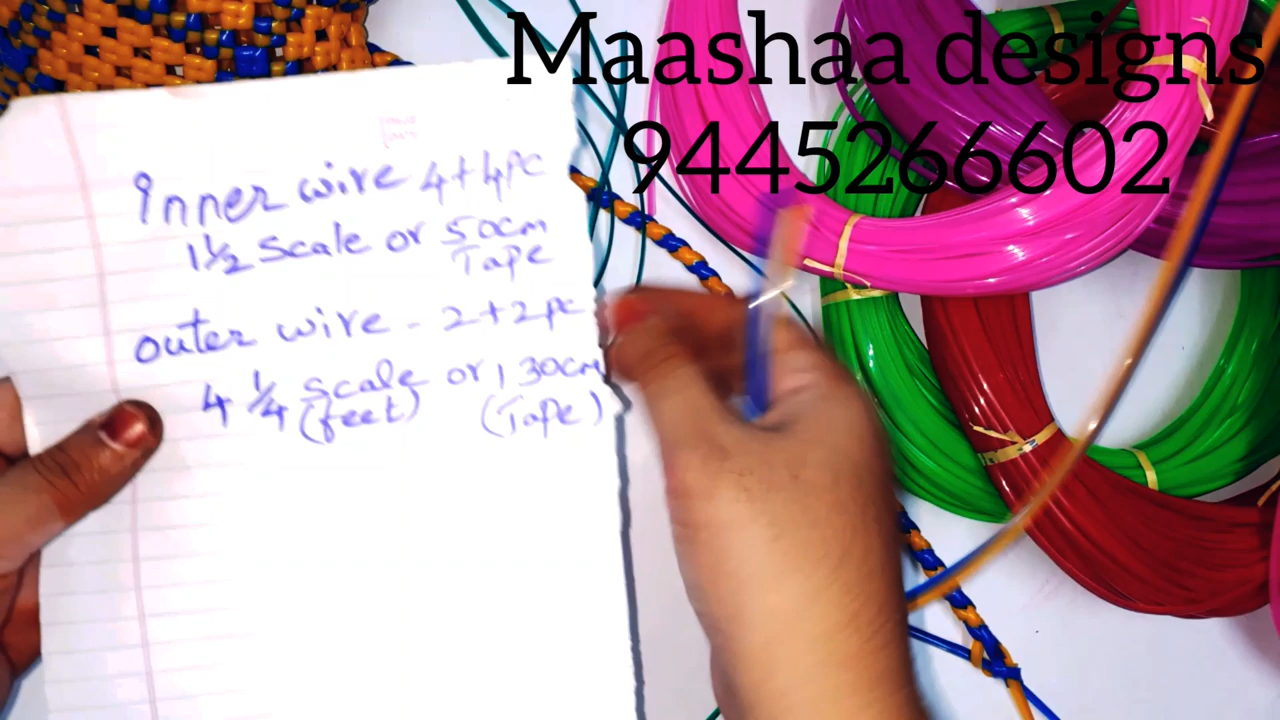 Maashaa designs
9445266602
Inner wire 4+4pc
1½ Scale or 50cm
Tape
outer wire - 2+2pc
4 ¼ Scale or 130cm
(feet) (Tape)